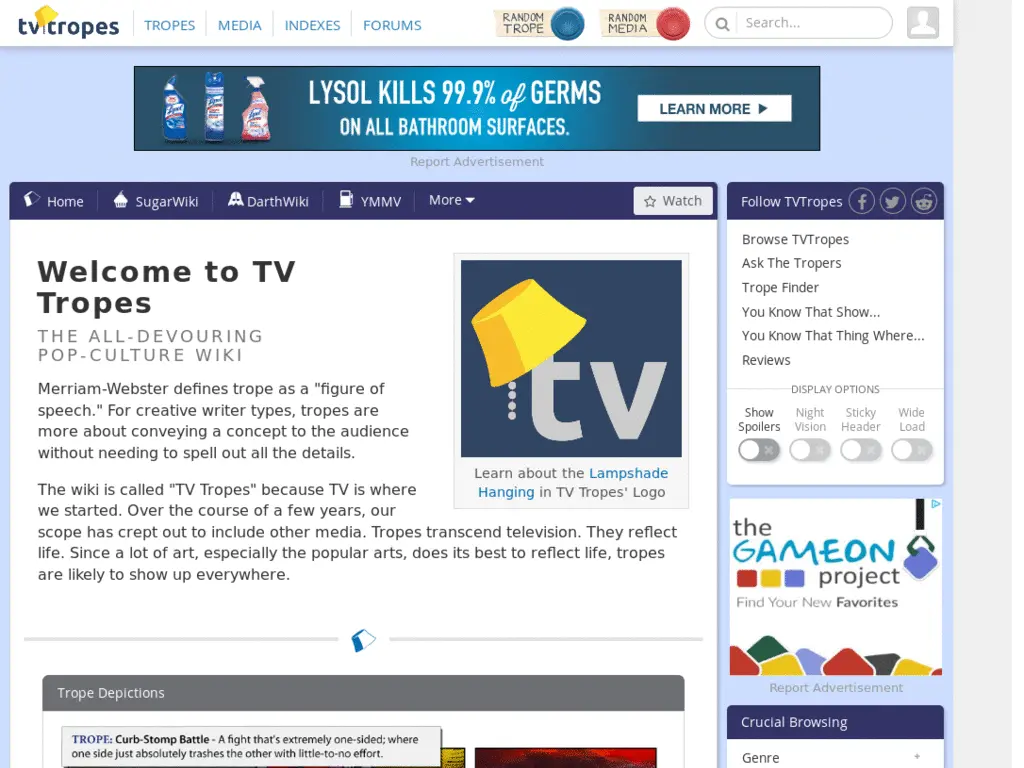 tvtropes
TROPES
MEDIA
INDEXES
FORUMS
RANDOM
TROPE
RANDOM
MEDIA
Search...
LYSOL KILLS 99.9% of GERMS
ON ALL BATHROOM SURFACES.
LEARN MORE
Report Advertisement
Home
SugarWiki
DarthWiki
YMMV
More
Watch
Welcome to TV
Tropes
THE ALL-DEVOURING
POP-CULTURE WIKI
Merriam-Webster defines trope as a "figure of
speech." For creative writer types, tropes are
more about conveying a concept to the audience
without needing to spell out all the details.
The wiki is called "TV Tropes" because TV is where
we started. Over the course of a few years, our
scope has crept out to include other media. Tropes transcend television. They reflect
life. Since a lot of art, especially the popular arts, does its best to reflect life, tropes
are likely to show up everywhere.
tv
Learn about the Lampshade
Hanging in TV Tropes' Logo
Trope Depictions
TROPE: Curb-Stomp Battle - A fight that's extremely one-sided; where
one side just absolutely trashes the other with little-to-no effort.
Follow TVTropes
Browse TVTropes
Ask The Tropers
Trope Finder
You Know That Show...
You Know That Thing Where...
Reviews
DISPLAY OPTIONS
Show
Spoilers
Night
Vision
Sticky
Header
Wide
Load
the
GAMEON
project
Find Your New Favorites
Report Advertisement
Crucial Browsing
Genre +